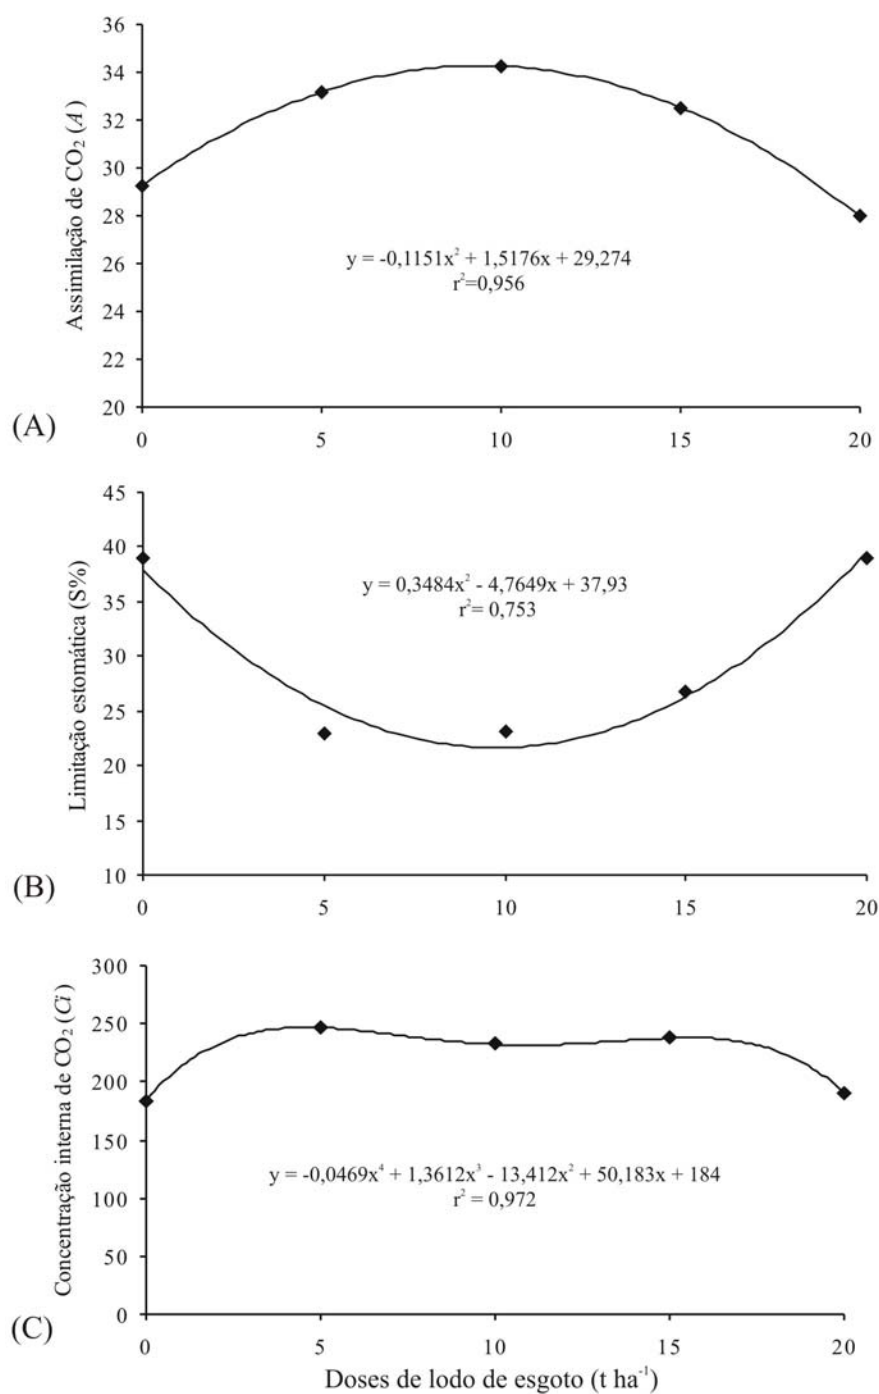 36
34
32
30
28
26
24
22
20
Assimilação de CO₂ (A)
y = -0,1151x² + 1,5176x + 29,274
r²=0,956
(A)
0 5 10 15 20
45
40
35
30
25
20
15
10
Limitação estomática (S%)
y = 0,3484x² - 4,7649x + 37,93
r²= 0,753
(B)
0 5 10 15 20
300
250
200
150
100
50
0
Concentração interna de CO₂ (Ci)
y = -0,0469x⁴ + 1,3612x³ - 13,412x² + 50,183x + 184
r² = 0,972
(C)
0 5 10 15 20
Doses de lodo de esgoto (t ha⁻¹)